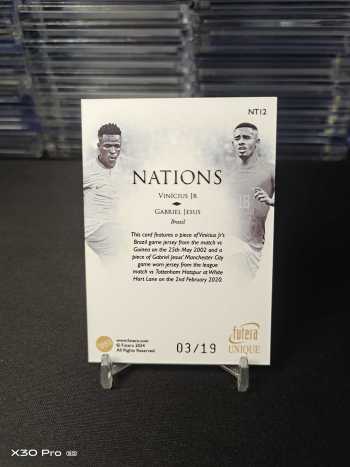 NT12
NATIONS
VINÍCIUS JR
GABRIEL JESUS
Brazil
This card features a piece of Vinícius Jr's
Brazil game jersey from the match vs
Guinea on the 25th May 2002 and a
piece of Gabriel Jesus' Manchester City
game worn jersey from the league
match vs Tottenham Hotspur at White
Hart Lane on the 2nd February 2020.
www.futera.com
© Futera 2024
All Rights Reserved
03/19
futera
UNIQUE
X30 Pro